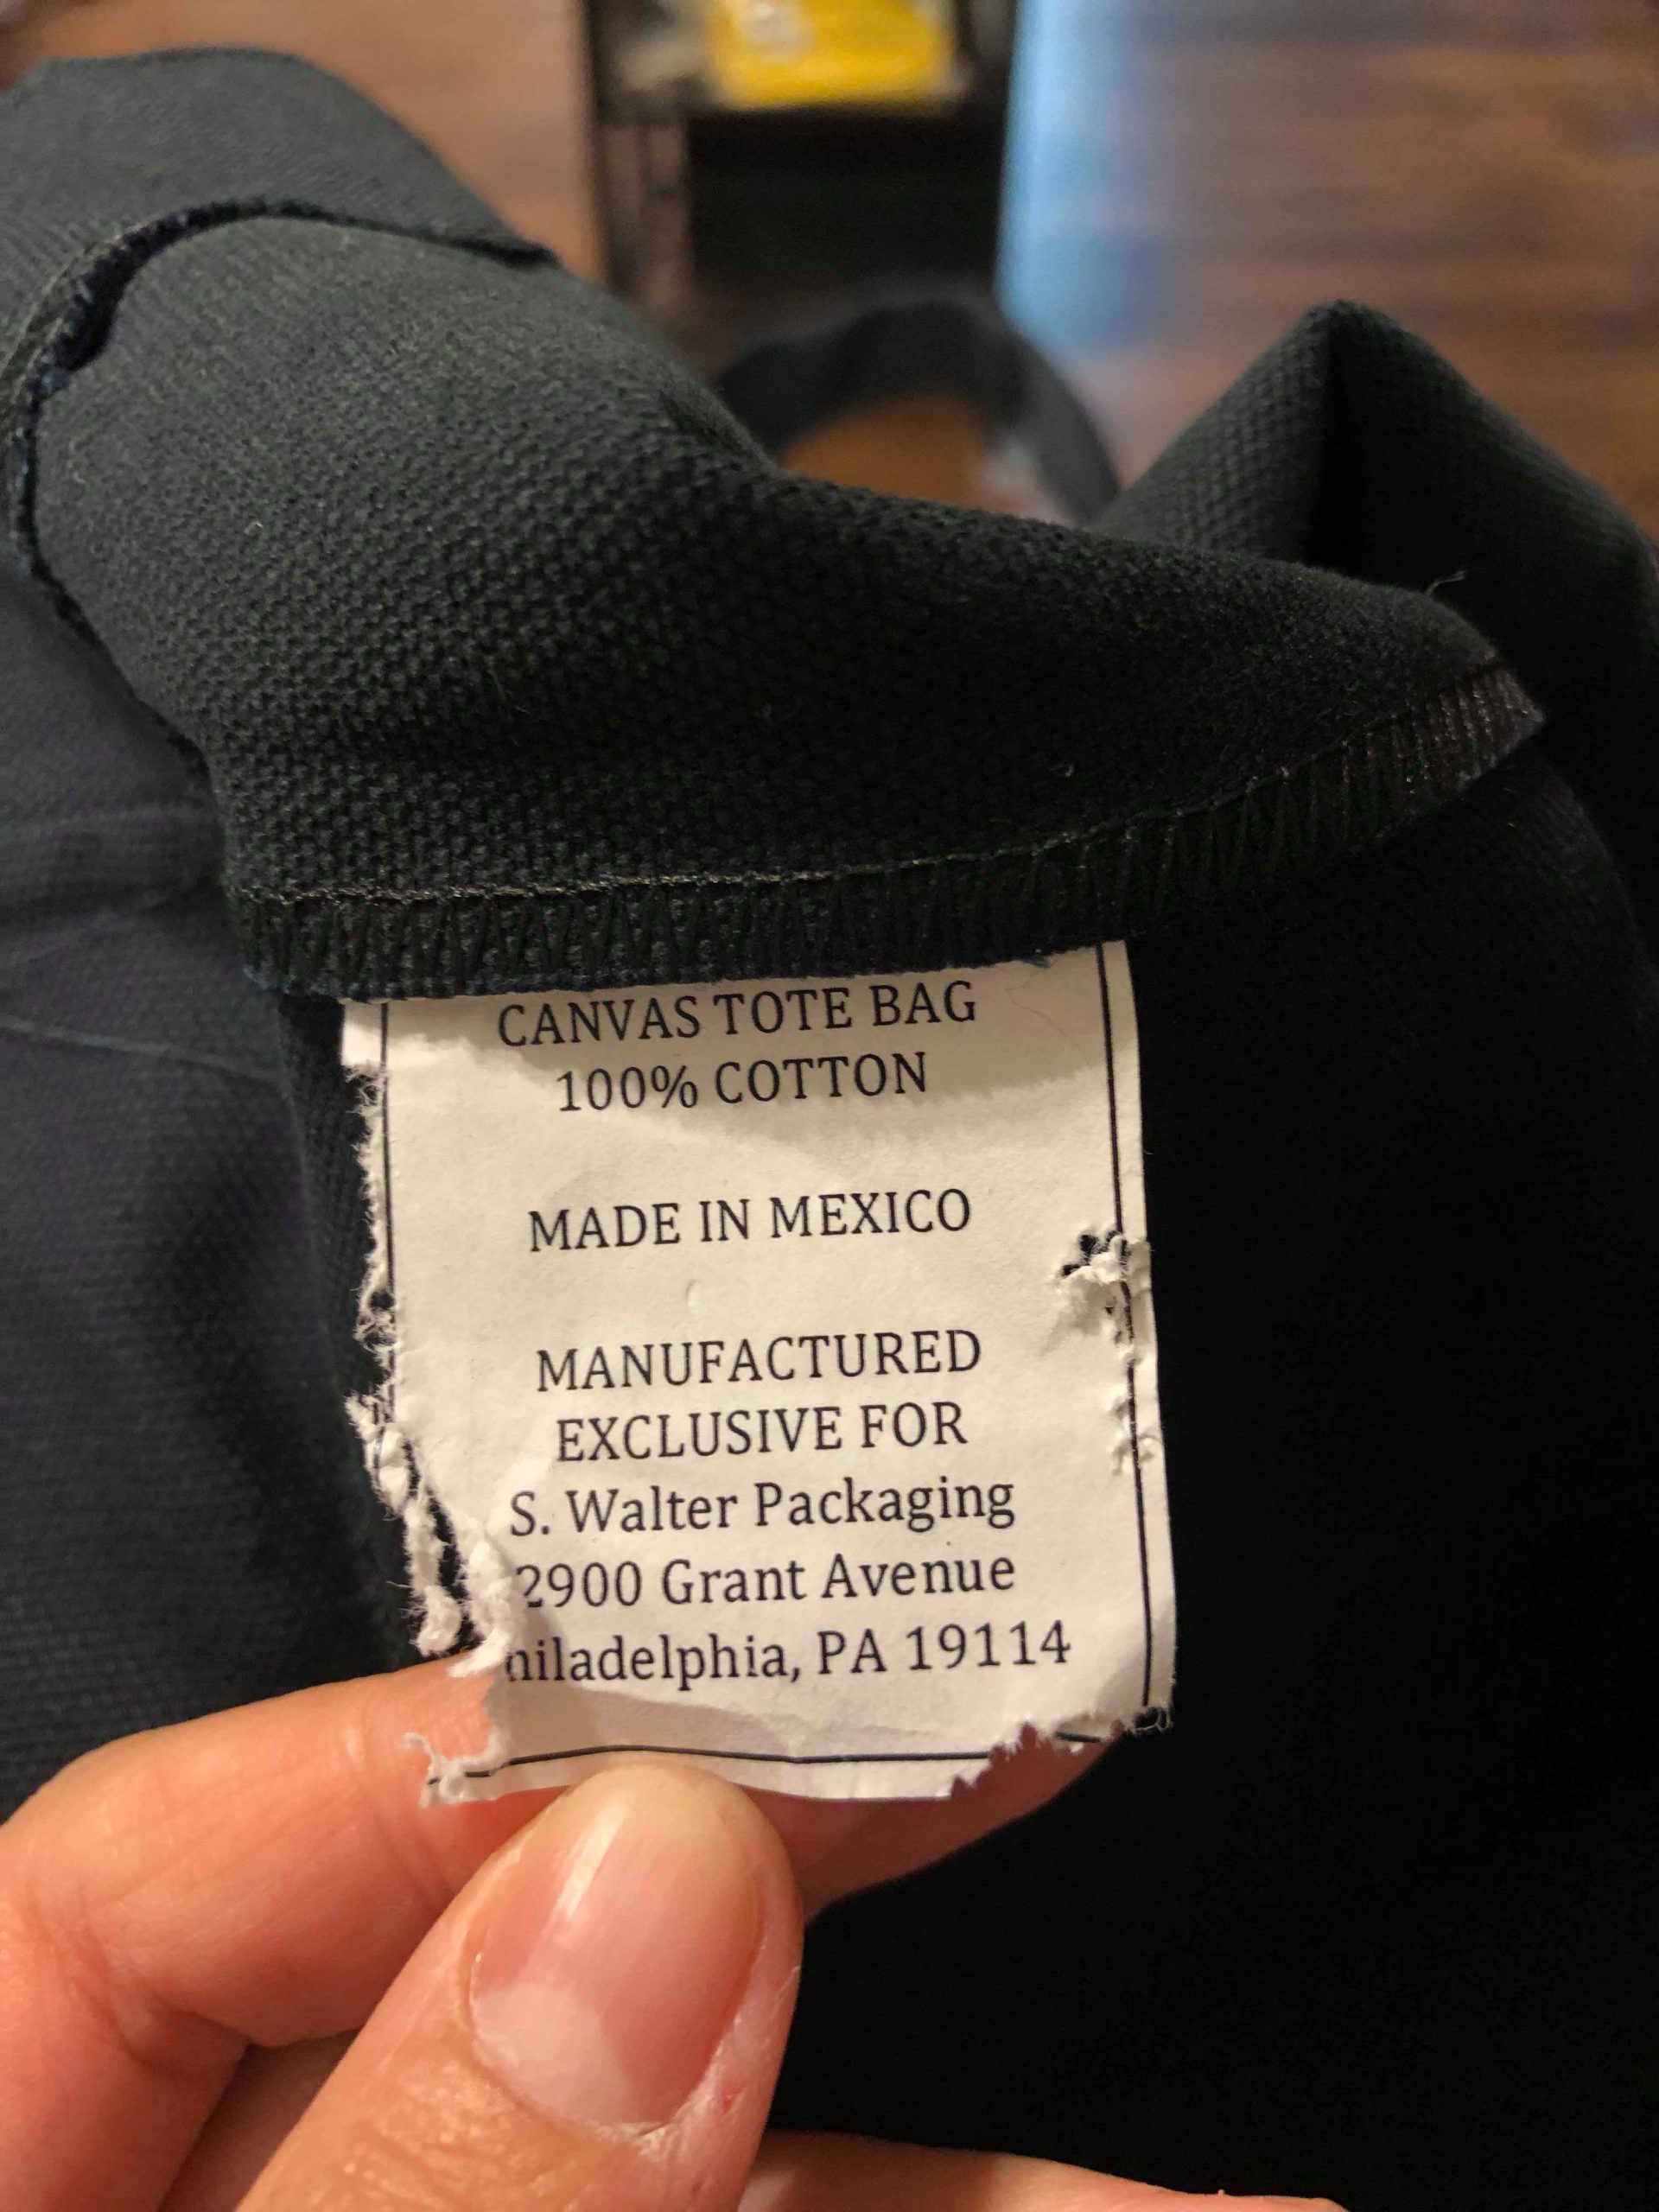 CANVAS TOTE BAG
100% COTTON
MADE IN MEXICO
MANUFACTURED
EXCLUSIVE FOR
S. Walter Packaging
2900 Grant Avenue
hiladelphia, PA 19114